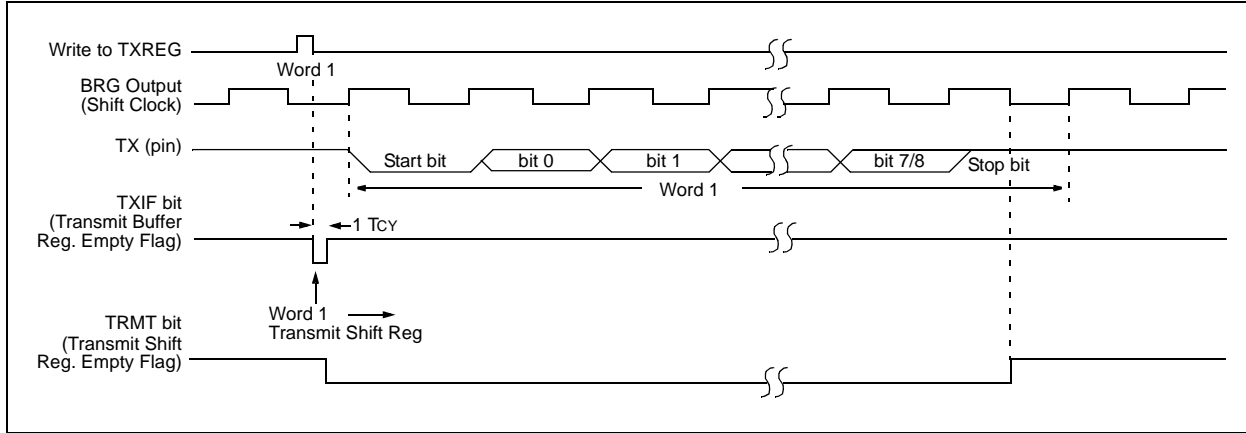 Write to TXREG
Word 1
BRG Output
(Shift Clock)
TX (pin)
Start bit
bit 0
bit 1
bit 7/8
Stop bit
Word 1
TXIF bit
(Transmit Buffer
Reg. Empty Flag)
1 TCY
Word 1
Transmit Shift Reg
TRMT bit
(Transmit Shift
Reg. Empty Flag)